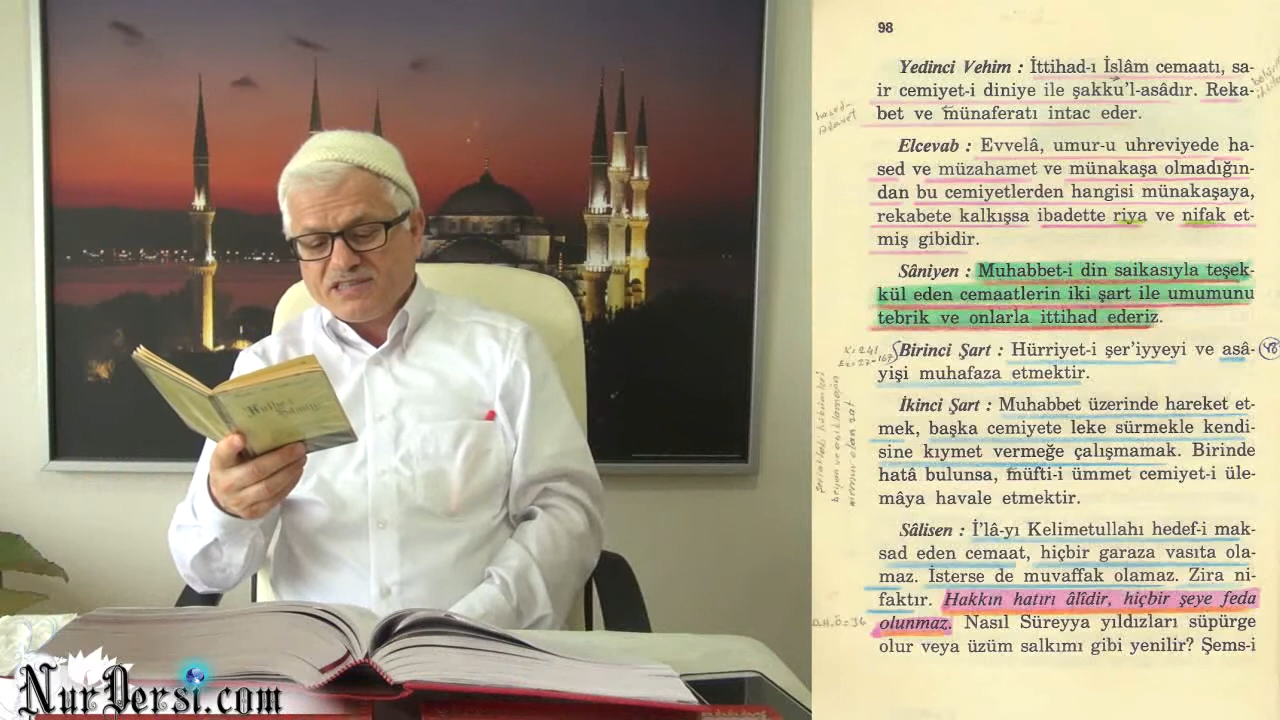 98
Yedinci Vehim : İttihad-ı İslâm cemaatı, sa-
ir cemiyet-i diniye ile şakku'l-asâdır. Reka-
bet ve münaferatı intac eder.
Elcevab : Evvelâ, umur-u uhreviyede ha-
sed ve müzahamet ve münakaşa olmadığın-
dan bu cemiyetlerden hangisi münakaşaya,
rekabete kalkışsa ibadette riya ve nifak et-
miş gibidir.
Sâniyen : Muhabbet-i din saikasıyla teşek-
kül eden cemaatlerin iki şart ile umumunu
tebrik ve onlarla ittihad ederiz.
Birinci Şart : Hürriyet-i şer'iyyeyi ve asâ-
yişi muhafaza etmektir.
İkinci Şart : Muhabbet üzerinde hareket et-
mek, başka cemiyete leke sürmekle kendi-
sine kıymet vermeğe çalışmamak. Birinde
hatâ bulunsa, müfti-i ümmet cemiyet-i üle-
mâya havale etmektir.
Sâlisen : İ'lâ-yı Kelimetullahı hedef-i mak-
sad eden cemaat, hiçbir garaza vasıta ola-
maz. İsterse de muvaffak olamaz. Zira ni-
faktır. Hakkın hatırı âlîdir, hiçbir şeye feda
olunmaz. Nasıl Süreyya yıldızları süpürge
olur veya üzüm salkımı gibi yenilir? Şems-i
NurDersi.com